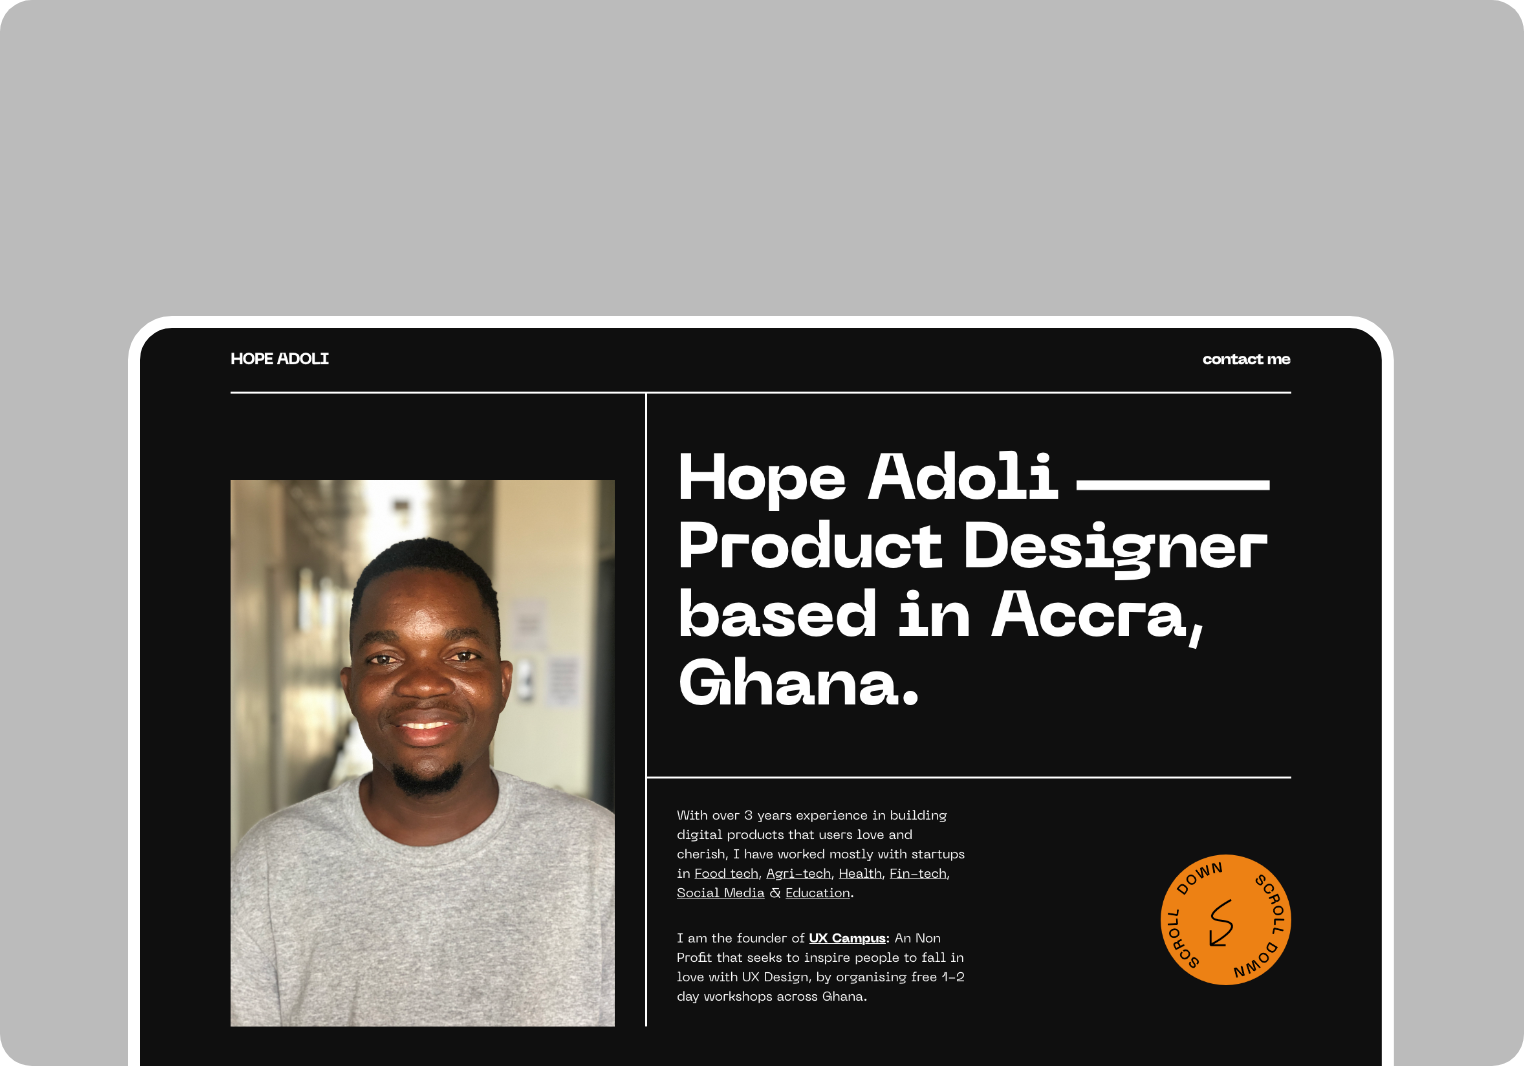 HOPE ADOLI
contact me
Hope Adoli
Product Designer
based in Accra,
Ghana.
With over 3 years experience in building
digital products that users love and
cherish, I have worked mostly with startups
in Food tech, Agri-tech, Health, Fin-tech,
Social Media & Education.
I am the founder of UX Campus: An Non
Profit that seeks to inspire people to fall in
love with UX Design, by organising free 1-2
day workshops across Ghana.
SCROLL DOWN
SCROLL DOWN